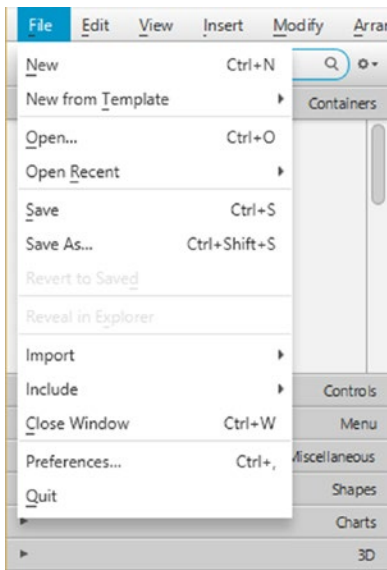 File Edit View Insert Modify
New Ctrl+N
New from Template Containers
Open... Ctrl+O
Open Recent
Save Ctrl+S
Save As... Ctrl+Shift+S
Revert to Saved
Reveal in Explorer
Import
Include Controls
Close Window Ctrl+W Menu
Preferences... Ctrl+, Miscellaneous
Quit Shapes
Charts
3D